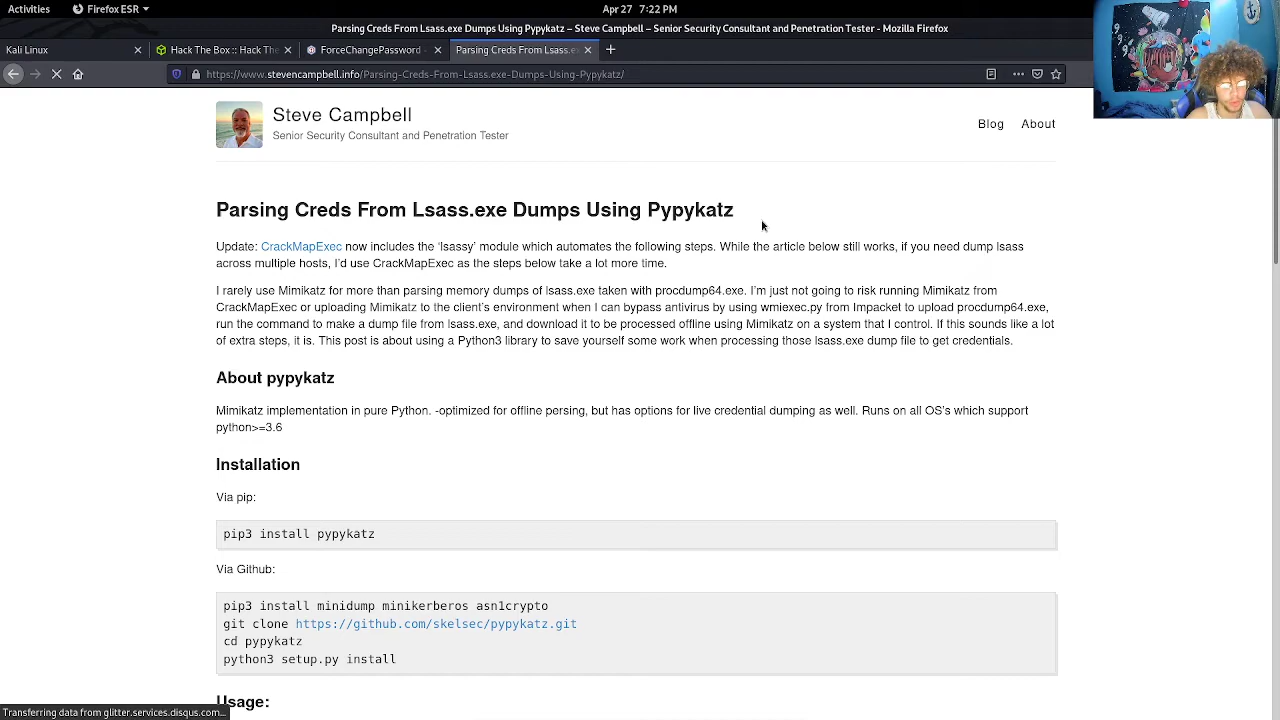 Activities
Firefox ESR
Apr 27 7:22 PM
Parsing Creds From Lsass.exe Dumps Using Pypykatz – Steve Campbell – Senior Security Consultant and Penetration Tester - Mozilla Firefox
Kali Linux
Hack The Box :: Hack The
ForceChangePassword -
Parsing Creds From Lsass.ex
https://www.stevencampbell.info/Parsing-Creds-From-Lsass.exe-Dumps-Using-Pypykatz/
Steve Campbell
Senior Security Consultant and Penetration Tester
Blog
About
Parsing Creds From Lsass.exe Dumps Using Pypykatz
Update: CrackMapExec now includes the ‘lsassy’ module which automates the following steps. While the article below still works, if you need dump lsass
across multiple hosts, I’d use CrackMapExec as the steps below take a lot more time.
I rarely use Mimikatz for more than parsing memory dumps of lsass.exe taken with procdump64.exe. I’m just not going to risk running Mimikatz from
CrackMapExec or uploading Mimikatz to the client’s environment when I can bypass antivirus by using wmiexec.py from Impacket to upload procdump64.exe,
run the command to make a dump file from lsass.exe, and download it to be processed offline using Mimikatz on a system that I control. If this sounds like a lot
of extra steps, it is. This post is about using a Python3 library to save yourself some work when processing those lsass.exe dump file to get credentials.
About pypykatz
Mimikatz implementation in pure Python. -optimized for offline persing, but has options for live credential dumping as well. Runs on all OS’s which support
python>=3.6
Installation
Via pip:
pip3 install pypykatz
Via Github:
pip3 install minidump minikerberos asn1crypto
git clone https://github.com/skelsec/pypykatz.git
cd pypykatz
python3 setup.py install
Usage:
Transferring data from glitter.services.disqus.com...